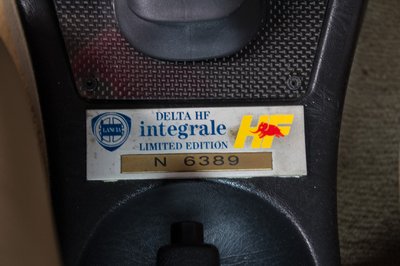 LANCIA
DELTA HF
integrale
LIMITED EDITION
HF
N 6389